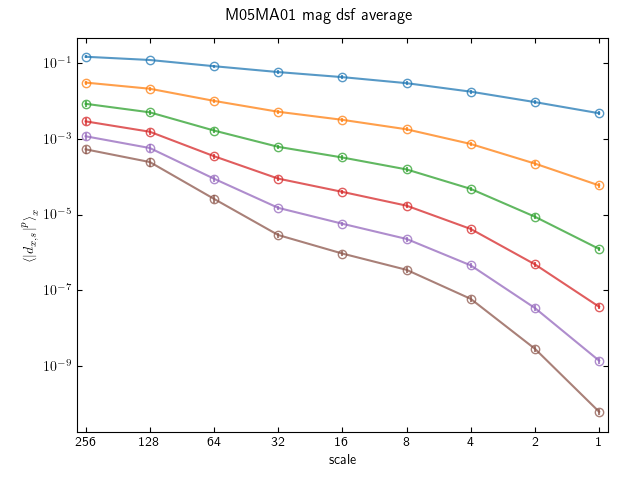 M05MA01 mag dsf average
10⁻¹
10⁻³
10⁻⁵
10⁻⁷
10⁻⁹
⟨|d_{x,s}|^p⟩_x
256 128 64 32 16 8 4 2 1
scale